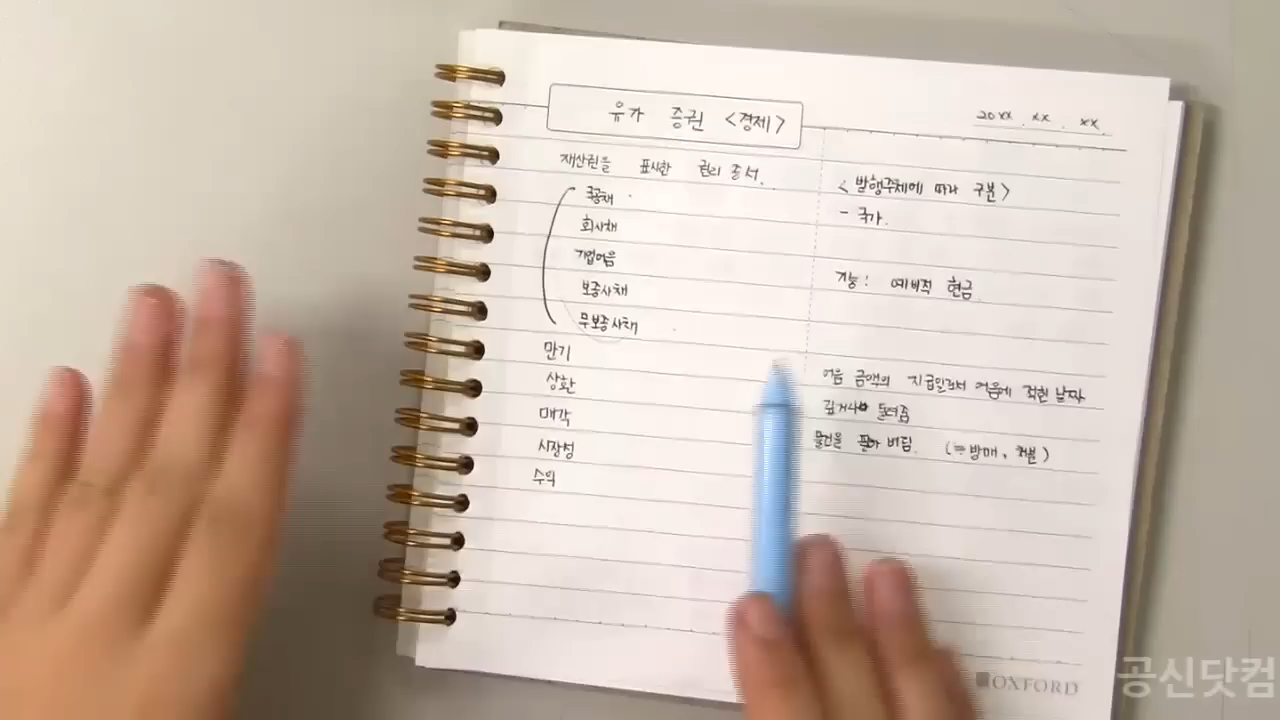 유가 증권 <경제>
20xx. xx. xx.
재산권을 표시한 권리 증서.
국공채
회사채
기업어음
보증사채
무보증사채
만기
상환
매각
시장성
수익
<발행주체에 따라 구분>
- 국가.
기능: 예비적 현금
어음 금액의 지급일로서 어음에 적힌 날짜
갚거나 돌려줌
물건을 팔아 버림. (= 방매, 처분)
OXFORD
공신닷컴